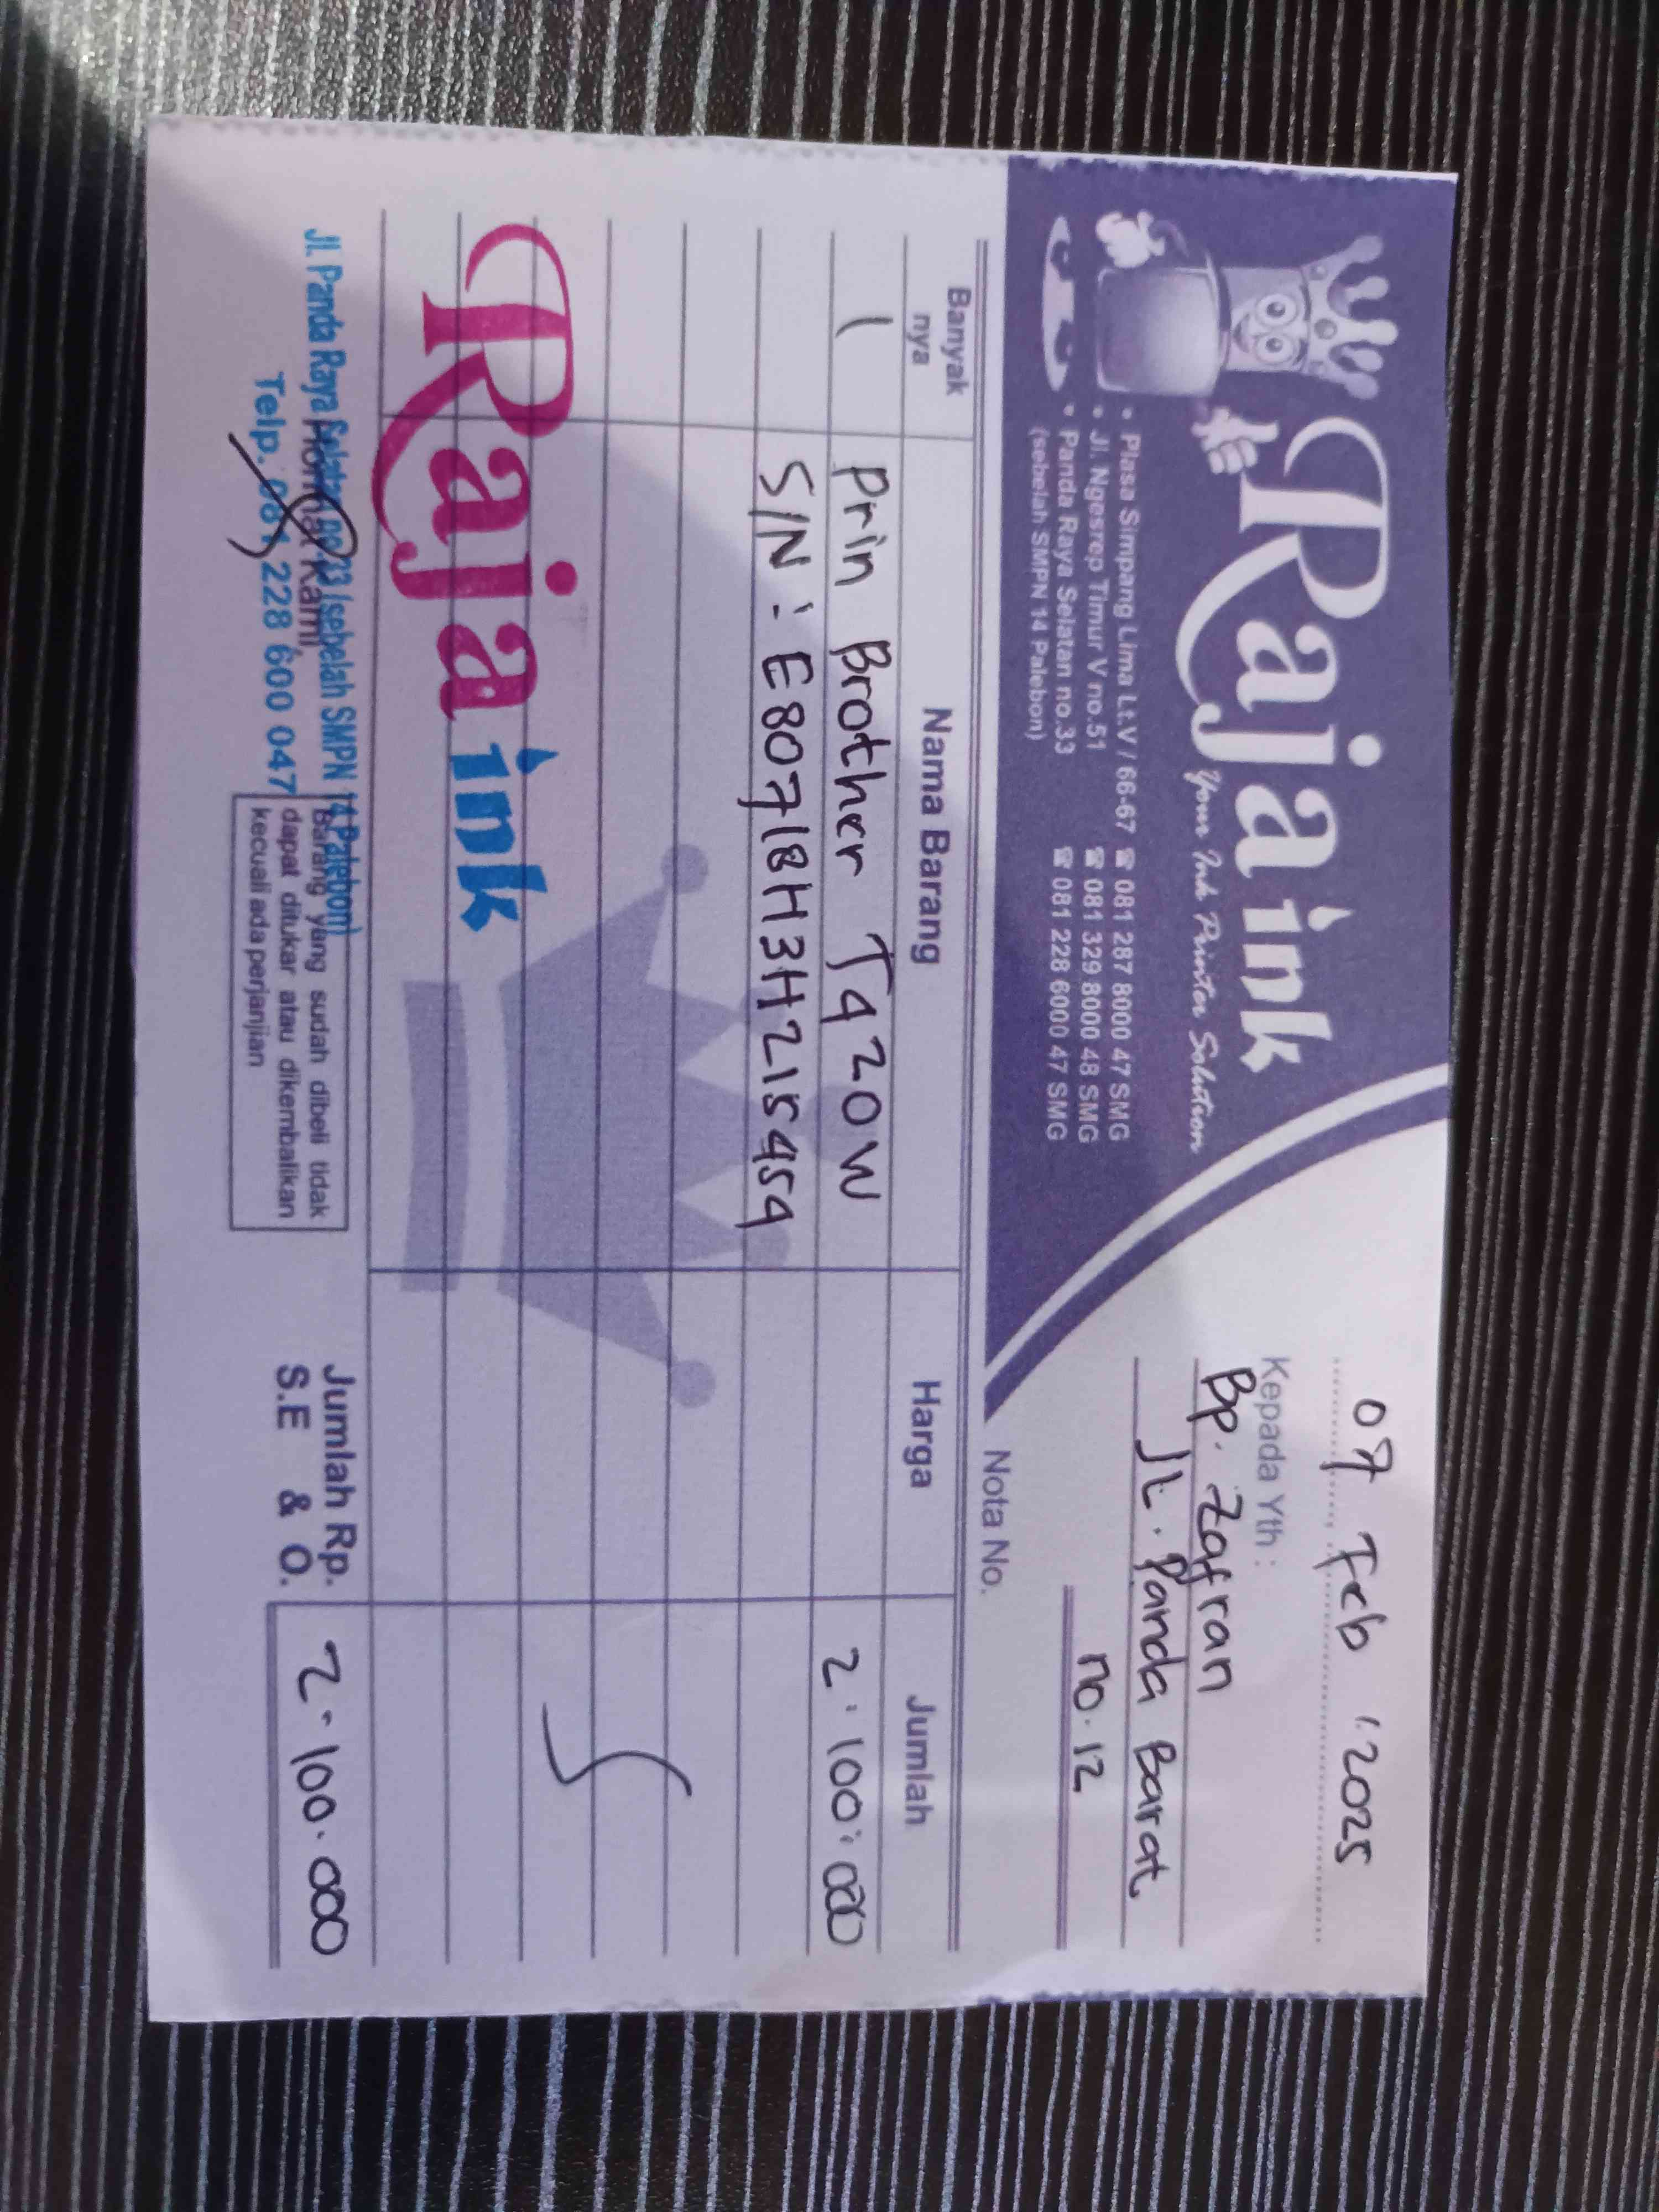 Raja ink
Your Ink Printer Solution
• Plasa Simpang Lima Lt.V / 66-67 ☎ 081 287 8000 47 SMG
• Jl. Ngesrep Timur V no.51 ☎ 081 329 8000 48 SMG
• Panda Raya Selatan no.33 ☎ 081 228 6000 47 SMG
(sebelah SMPN 14 Palebon)
07 Feb 2025
Kepada Yth :
Bp. Zafran
JL. Panda Barat
no.12
Nota No.
Banyak nya Nama Barang Harga Jumlah
1 Prin Brother T420W 2.100.000
S/N : E80718H3H215454
Raja ink
Jl. Panda Raya Selatan no.33 (sebelah SMPN 14 Palebon)
Telp. 081 228 600 047
Hormat Kami,
Barang yang sudah dibeli tidak
dapat ditukar atau dikembalikan
kecuali ada perjanjian
Jumlah Rp. 2.100.000
S.E & O.